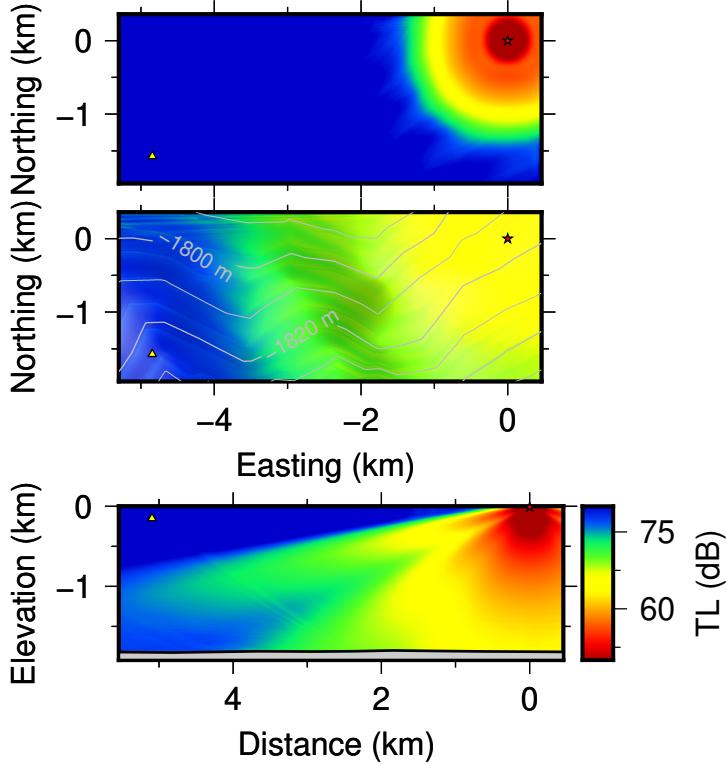 0
−1
Northing (km)
0
−1
Northing (km)
−1800 m
−1820 m
−4
−2
0
Easting (km)
0
−1
Elevation (km)
4
2
0
Distance (km)
75
60
TL (dB)